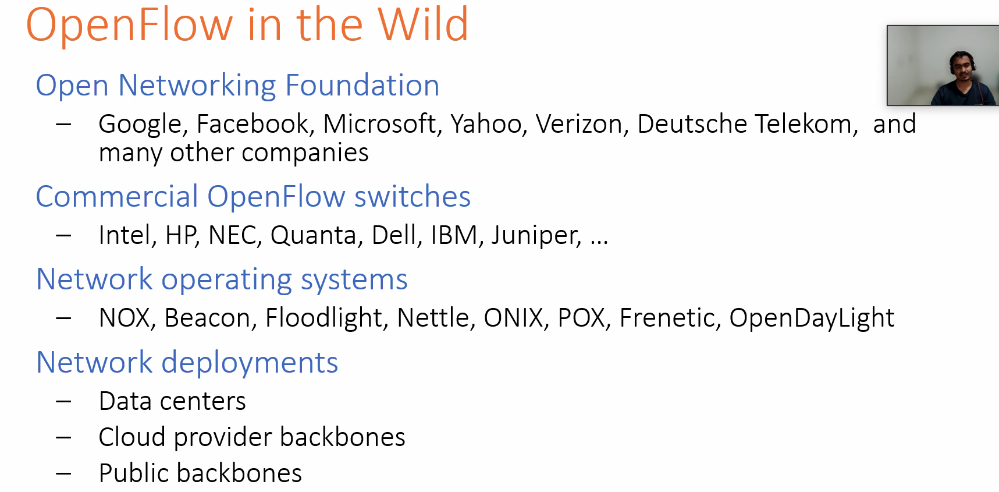 OpenFlow in the Wild
Open Networking Foundation
– Google, Facebook, Microsoft, Yahoo, Verizon, Deutsche Telekom, and
many other companies
Commercial OpenFlow switches
– Intel, HP, NEC, Quanta, Dell, IBM, Juniper, ...
Network operating systems
– NOX, Beacon, Floodlight, Nettle, ONIX, POX, Frenetic, OpenDayLight
Network deployments
– Data centers
– Cloud provider backbones
– Public backbones